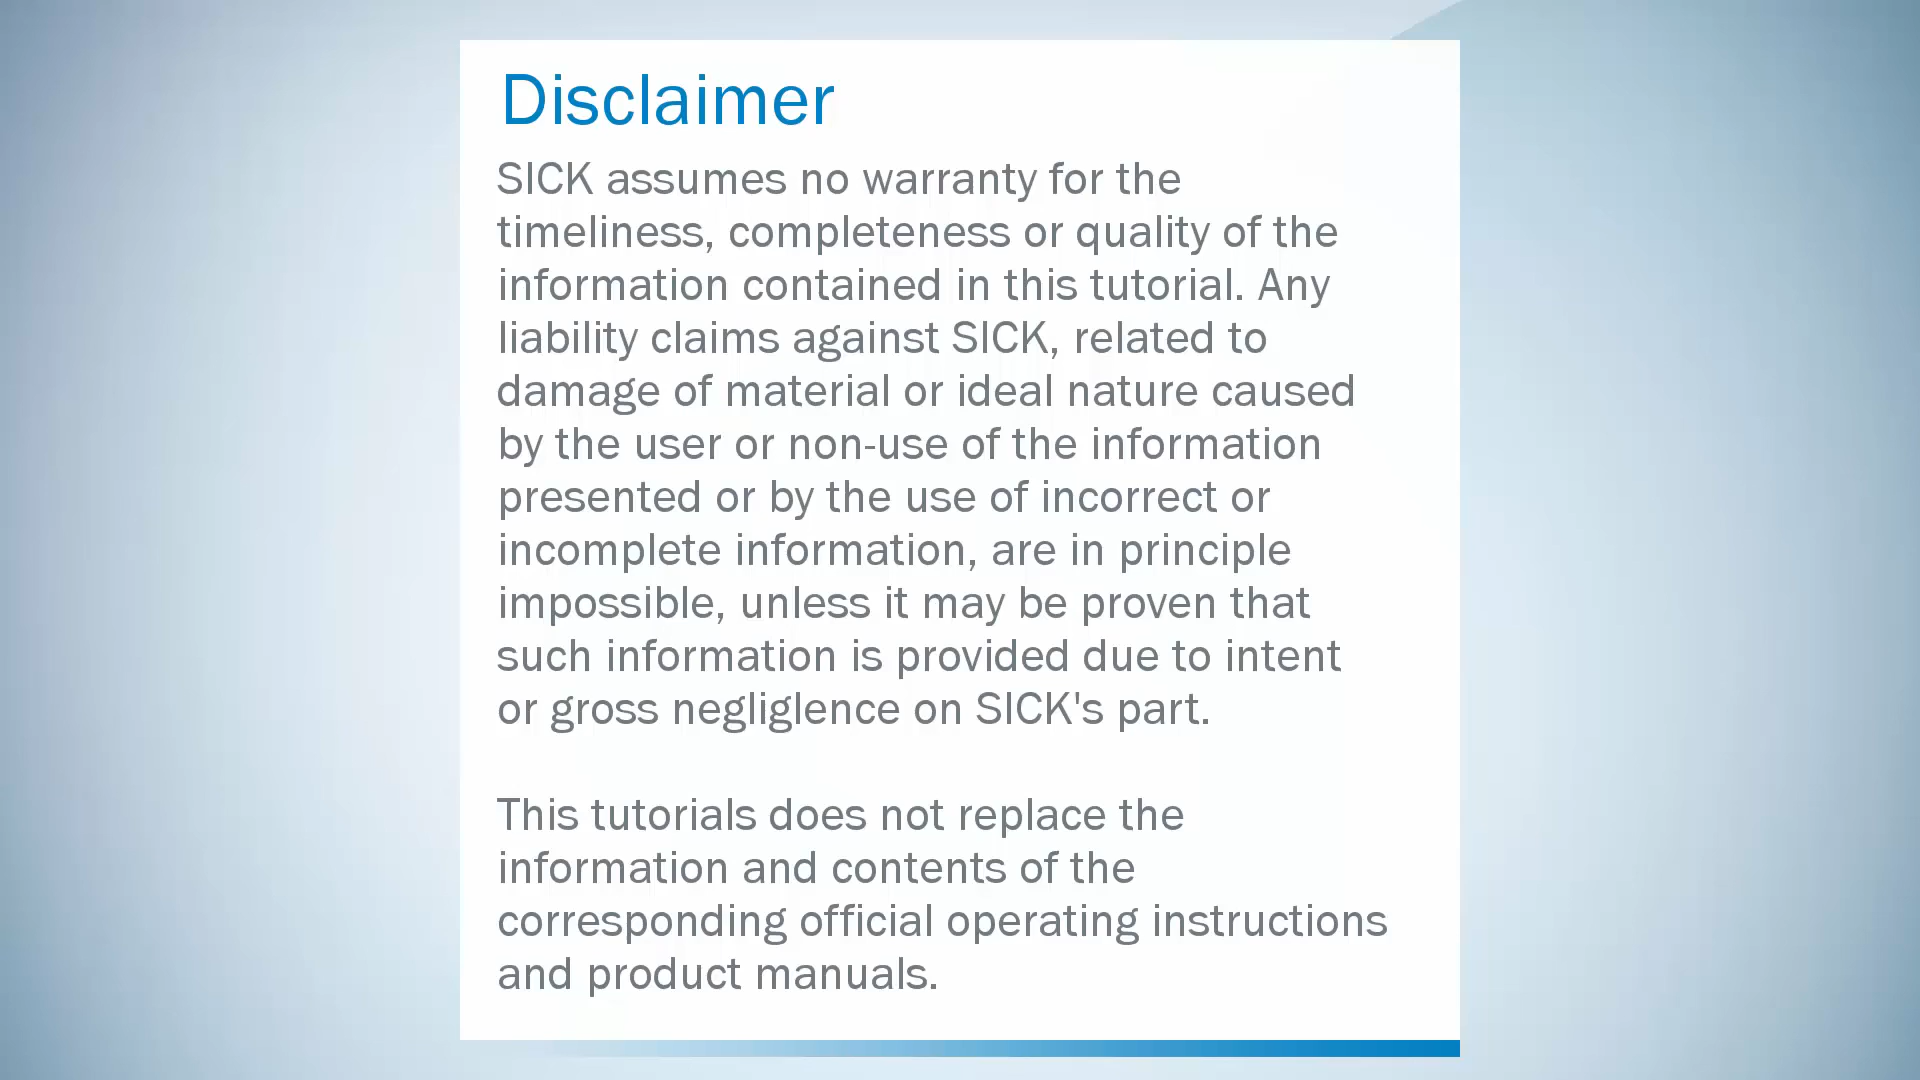 Disclaimer
SICK assumes no warranty for the
timeliness, completeness or quality of the
information contained in this tutorial. Any
liability claims against SICK, related to
damage of material or ideal nature caused
by the user or non-use of the information
presented or by the use of incorrect or
incomplete information, are in principle
impossible, unless it may be proven that
such information is provided due to intent
or gross negliglence on SICK's part.
This tutorials does not replace the
information and contents of the
corresponding official operating instructions
and product manuals.